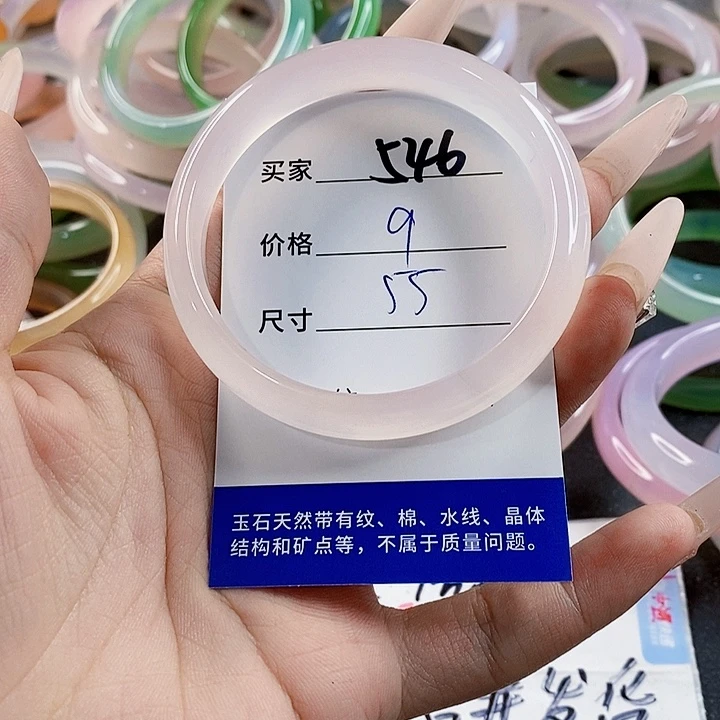 买家 546
价格 9
尺寸 55
玉石天然带有纹、棉、水线、晶体
结构和矿点等，不属于质量问题。